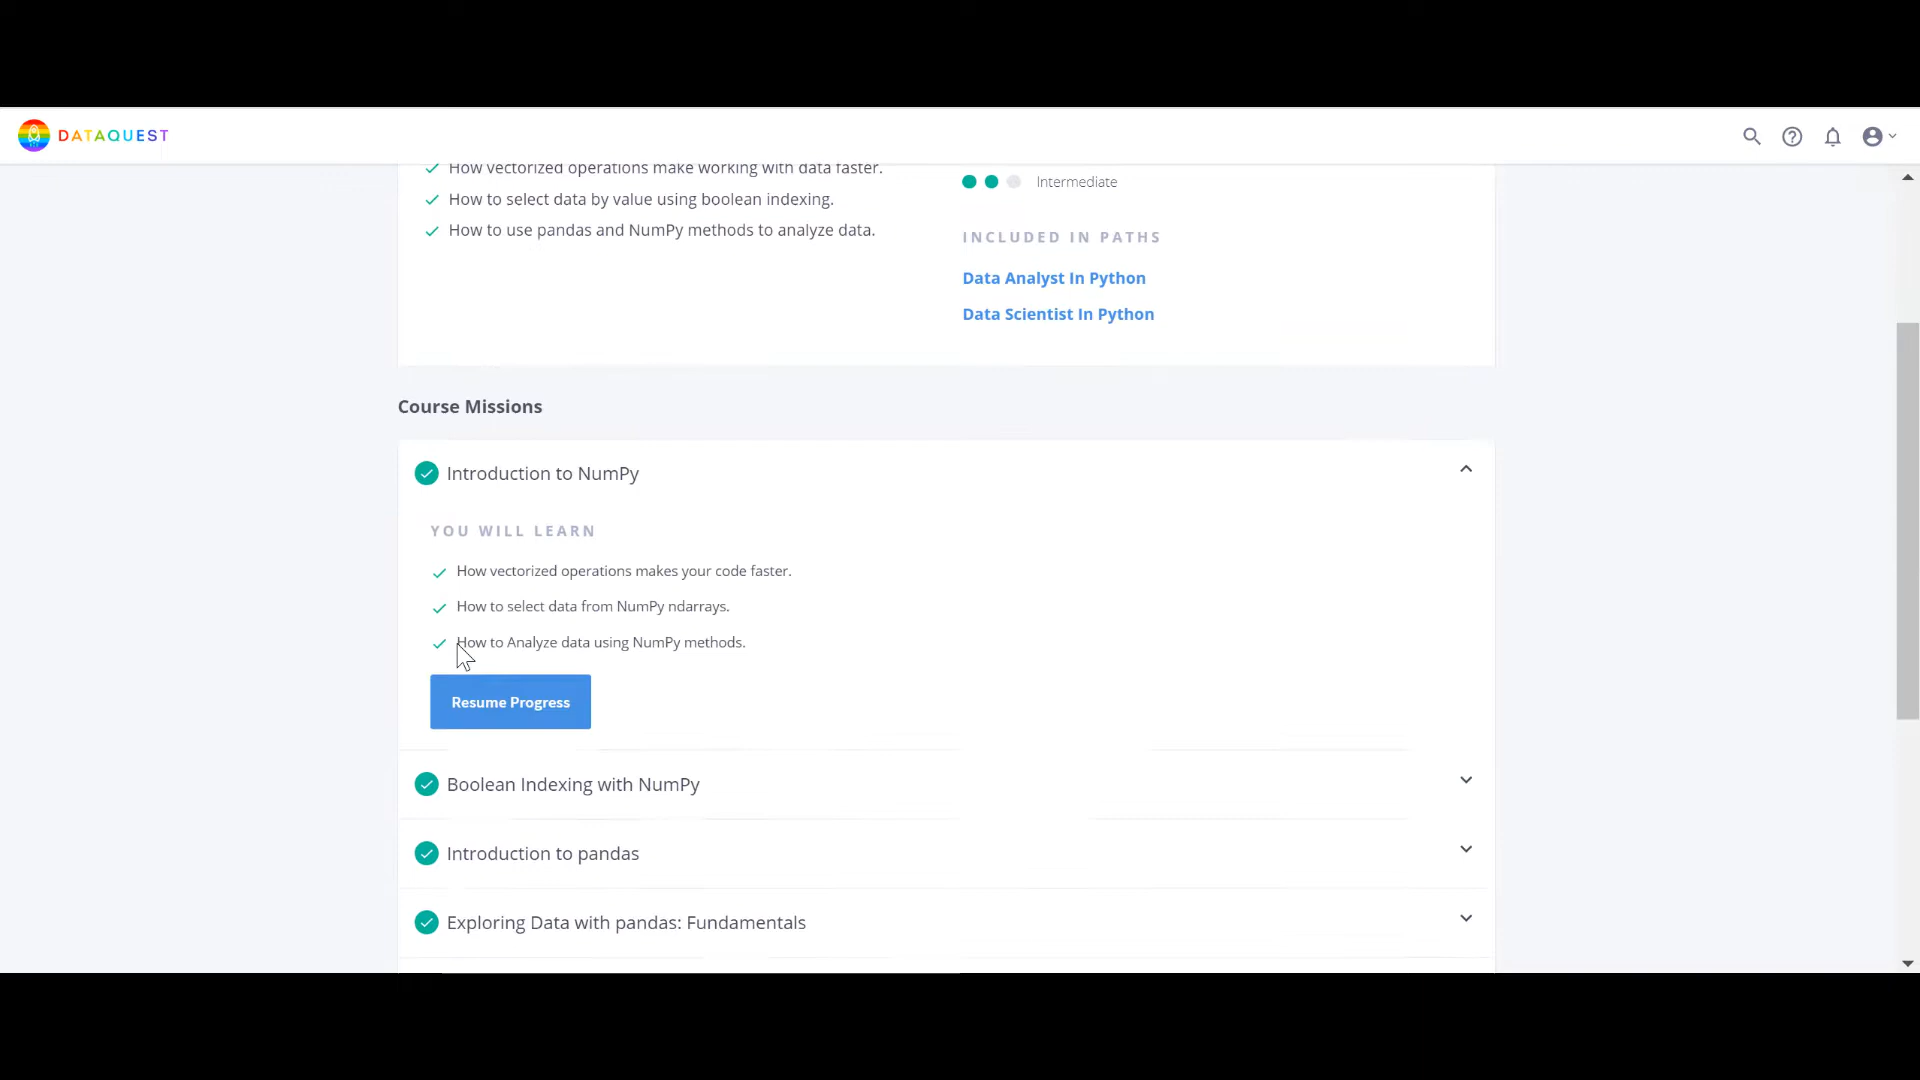 DATAQUEST
How vectorized operations make working with data faster.
How to select data by value using boolean indexing.
How to use pandas and NumPy methods to analyze data.
Intermediate
INCLUDED IN PATHS
Data Analyst In Python
Data Scientist In Python
Course Missions
Introduction to NumPy
YOU WILL LEARN
How vectorized operations makes your code faster.
How to select data from NumPy ndarrays.
How to Analyze data using NumPy methods.
Resume Progress
Boolean Indexing with NumPy
Introduction to pandas
Exploring Data with pandas: Fundamentals